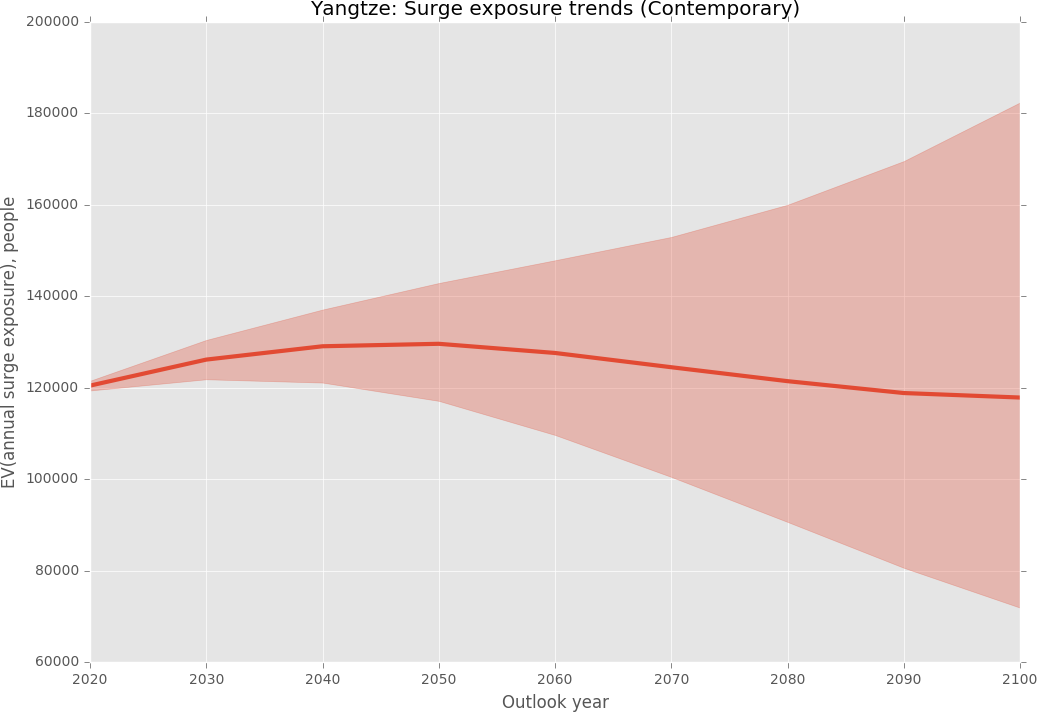 Yangtze: Surge exposure trends (Contemporary)
EV(annual surge exposure), people
200000
180000
160000
140000
120000
100000
80000
60000
2020 2030 2040 2050 2060 2070 2080 2090 2100
Outlook year